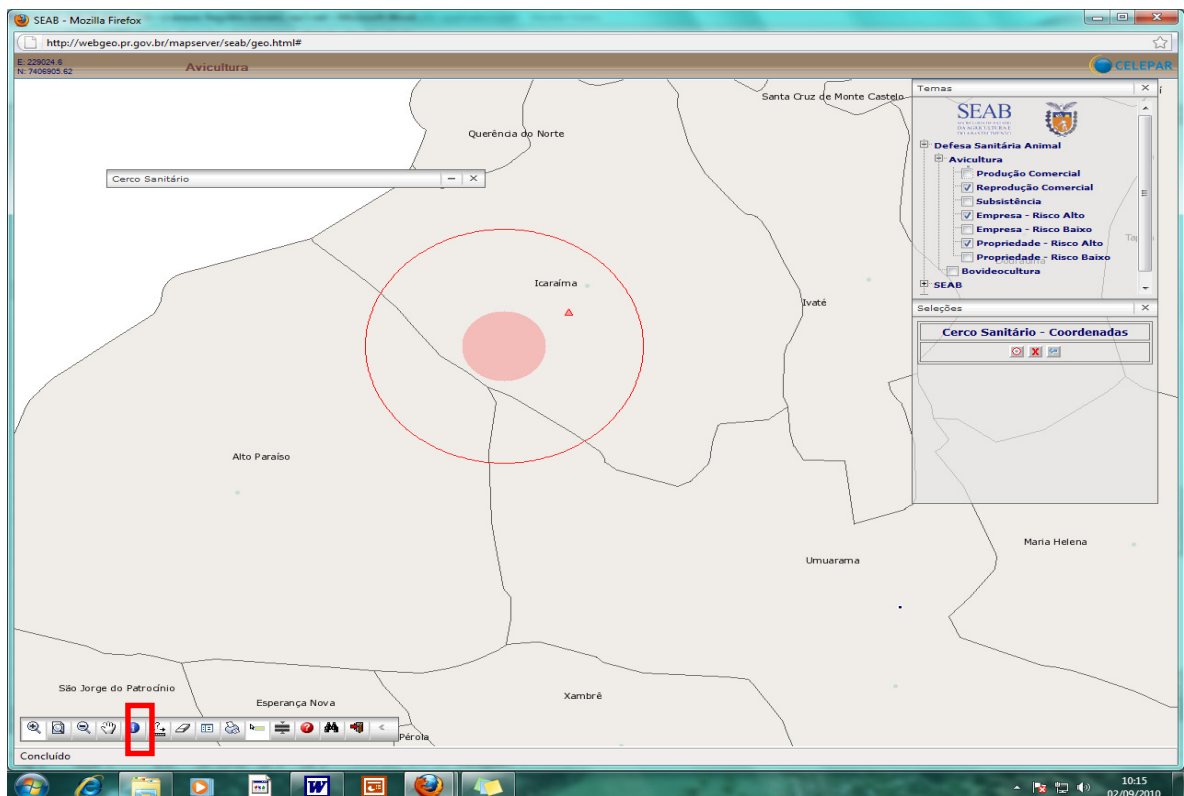 SEAB - Mozilla Firefox
http://webgeo.pr.gov.br/mapserver/seab/geo.html#
E: 229024.6
N: 7406905.62
Avicultura
CELEPAR
Santa Cruz de Monte Castelo
Querência do Norte
Cerco Sanitário
Icaraíma
Ivaté
Alto Paraíso
Umuarama
Maria Helena
São Jorge do Patrocínio
Esperança Nova
Xambrê
Pérola
Temas
SEAB
Defesa Sanitária Animal
Avicultura
Produção Comercial
Reprodução Comercial
Subsistência
Empresa - Risco Alto
Empresa - Risco Baixo
Propriedade - Risco Alto
Propriedade - Risco Baixo
Bovideocultura
SEAB
Seleções
Cerco Sanitário - Coordenadas
Concluído
10:15
02/09/2010